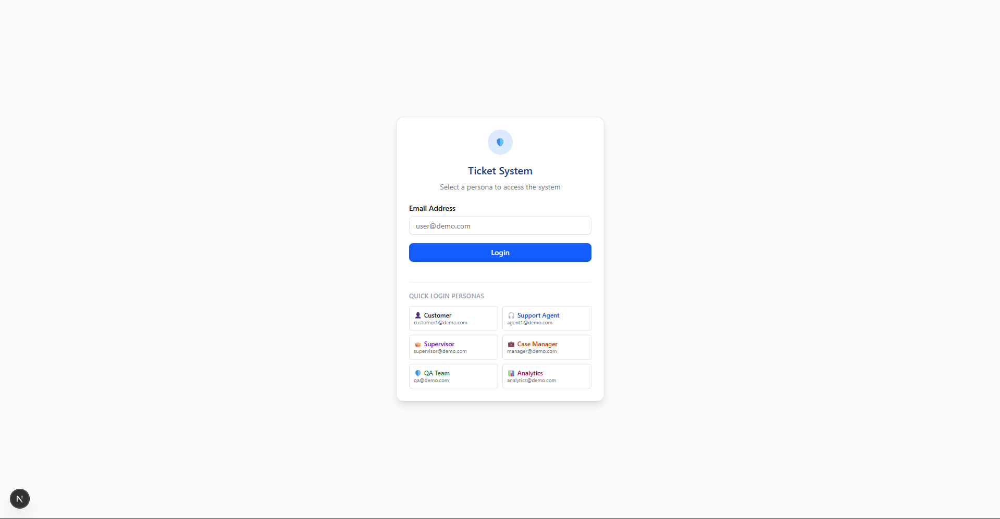 Ticket System
Select a persona to access the system
Email Address
user@demo.com
Login
QUICK LOGIN PERSONAS
Customer
customer1@demo.com
Support Agent
agent1@demo.com
Supervisor
supervisor@demo.com
Case Manager
manager@demo.com
QA Team
qa@demo.com
Analytics
analytics@demo.com
N